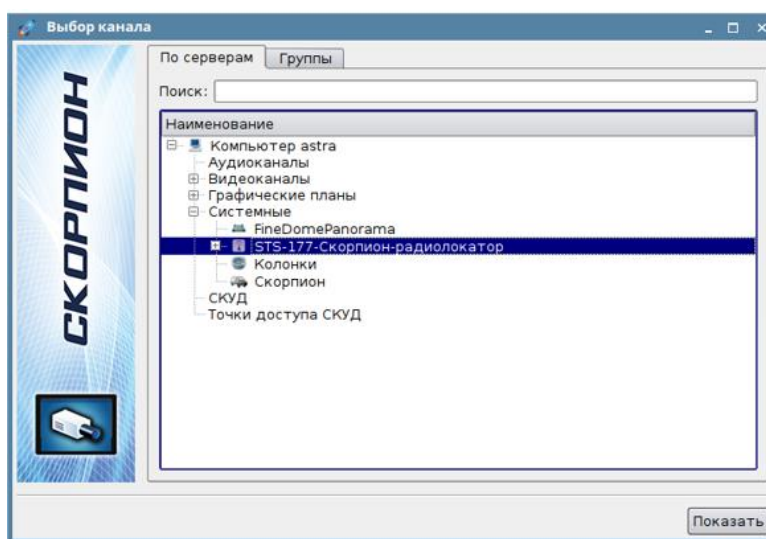 Выбор канала
СКОРПИОН
По серверам Группы
Поиск:
Наименование
Компьютер astra
Аудиоканалы
Видеоканалы
Графические планы
Системные
FineDomePanorama
STS-177-Скорпион-радиолокатор
Колонки
Скорпион
СКУД
Точки доступа СКУД
Показать